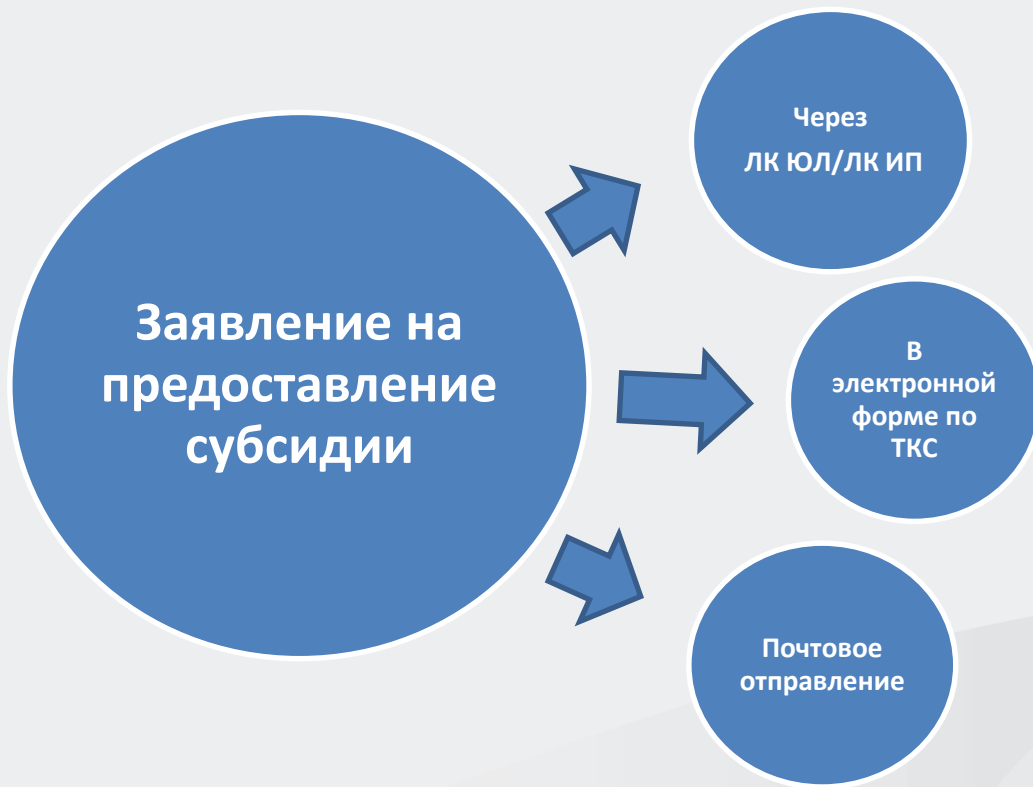 Заявление на
предоставление
субсидии
Через
ЛК ЮЛ/ЛК ИП
В
электронной
форме по
ТКС
Почтовое
отправление